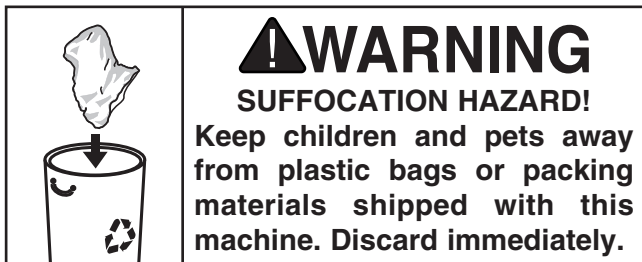 WARNING
SUFFOCATION HAZARD!
Keep children and pets away
from plastic bags or packing
materials shipped with this
machine. Discard immediately.